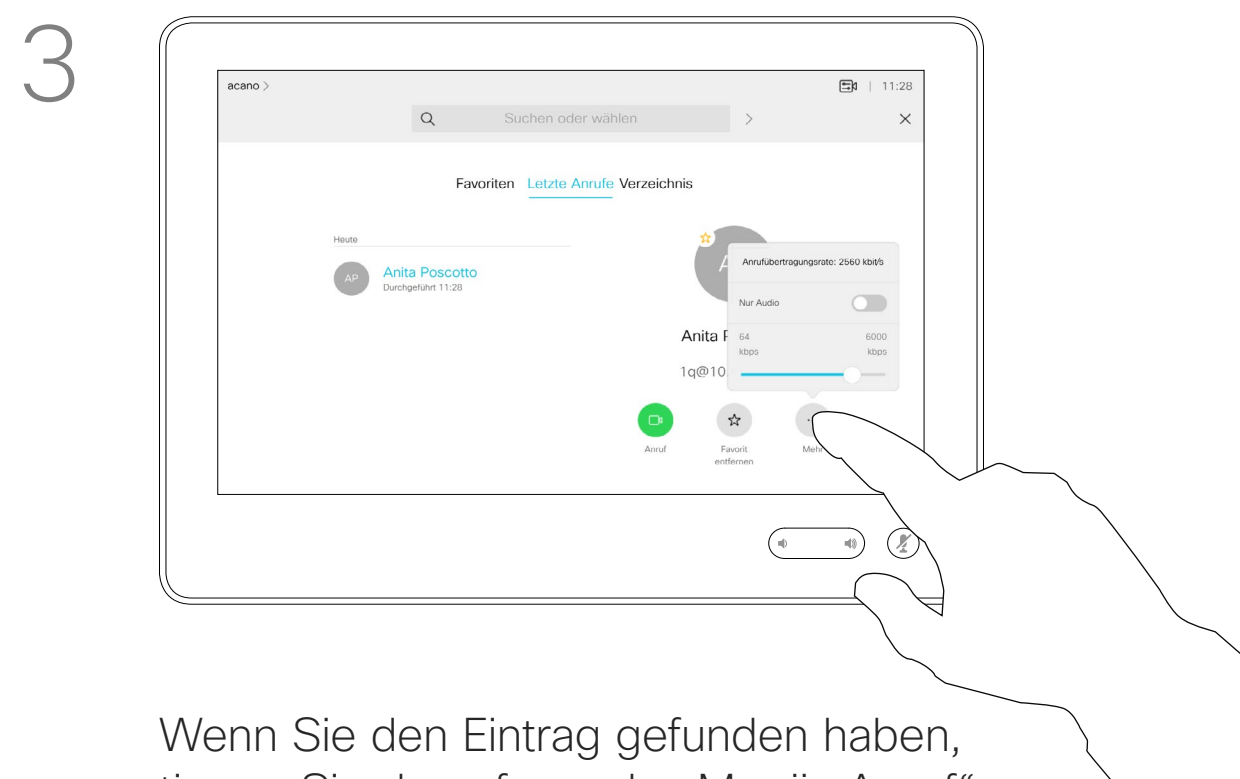 3
acano >
11:28
Suchen oder wählen
Favoriten Letzte Anrufe Verzeichnis
Heute
AP
Anita Poscotto
Durchgeführt 11:28
A
Anrufübertragungsrate: 2560 kbit/s
Nur Audio
64 6000
kbps kbps
Anita P
1q@10.
Anruf
Favorit
entfernen
Mehr
Wenn Sie den Eintrag gefunden haben,